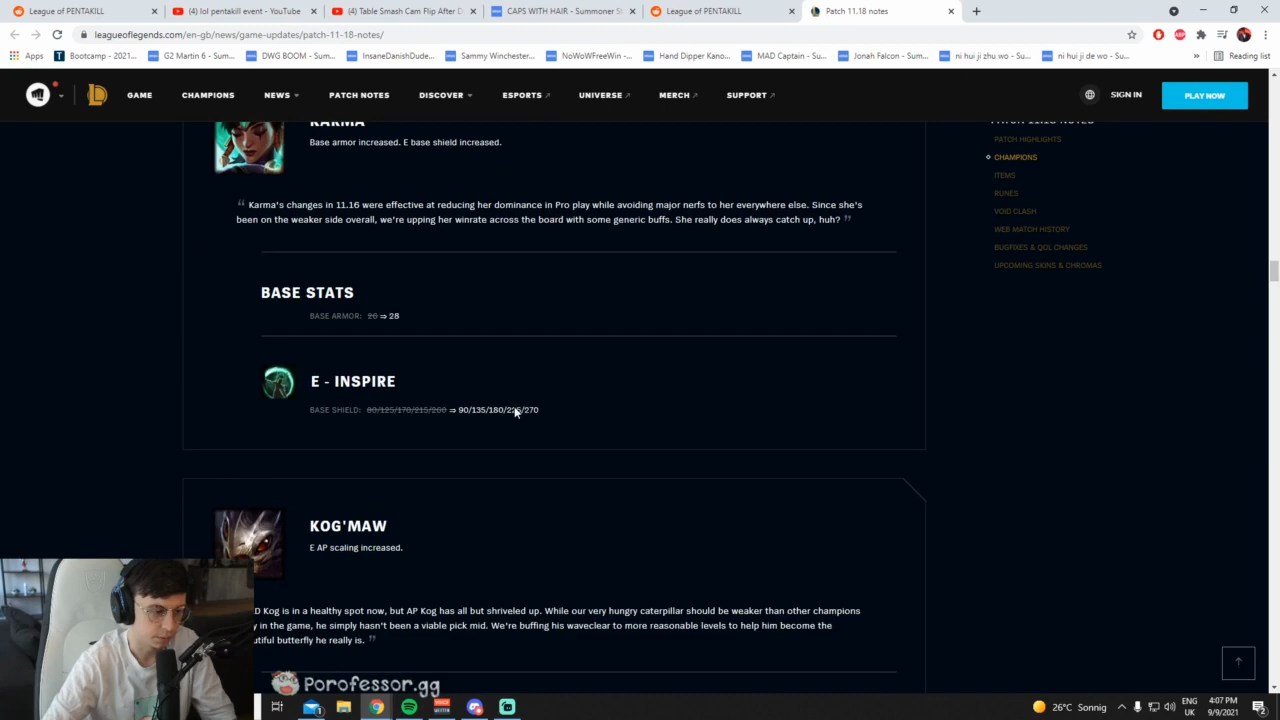 League of PENTAKILL
(4) lol pentakill event - YouTube
(4) Table Smash Cam Flip After D
CAPS WITH HAIR - Summoner St
League of PENTAKILL
Patch 11.18 notes
leagueoflegends.com/en-gb/news/game-updates/patch-11-18-notes/
Apps
Bootcamp - 2021...
G2 Martin 6 - Sum...
DWG BOOM - Sum...
InsaneDanishDude...
Sammy Winchester...
NoWoWFreeWin -...
Hand Dipper Kano...
MAD Captain - Su...
Jonah Falcon - Su...
ni hui ji zhu wo - Su...
ni hui ji de wo - Su...
»
Reading list
GAME
CHAMPIONS
NEWS
PATCH NOTES
DISCOVER
ESPORTS
UNIVERSE
MERCH
SUPPORT
SIGN IN
PLAY NOW
KARMA
Base armor increased. E base shield increased.
PATCH 11.18 NOTES
PATCH HIGHLIGHTS
CHAMPIONS
ITEMS
RUNES
VOID CLASH
WEB MATCH HISTORY
BUGFIXES & QOL CHANGES
UPCOMING SKINS & CHROMAS
“ Karma's changes in 11.16 were effective at reducing her dominance in Pro play while avoiding major nerfs to her everywhere else. Since she's
been on the weaker side overall, we're upping her winrate across the board with some generic buffs. She really does always catch up, huh? ”
BASE STATS
BASE ARMOR: 26 ⇒ 28
E - INSPIRE
BASE SHIELD: 80/125/170/215/260 ⇒ 90/135/180/225/270
KOG'MAW
E AP scaling increased.
D Kog is in a healthy spot now, but AP Kog has all but shriveled up. While our very hungry caterpillar should be weaker than other champions
y in the game, he simply hasn't been a viable pick mid. We're buffing his waveclear to more reasonable levels to help him become the
utiful butterfly he really is. ”
Porofessor.gg
26°C Sonnig
ENG
UK
4:07 PM
9/9/2021